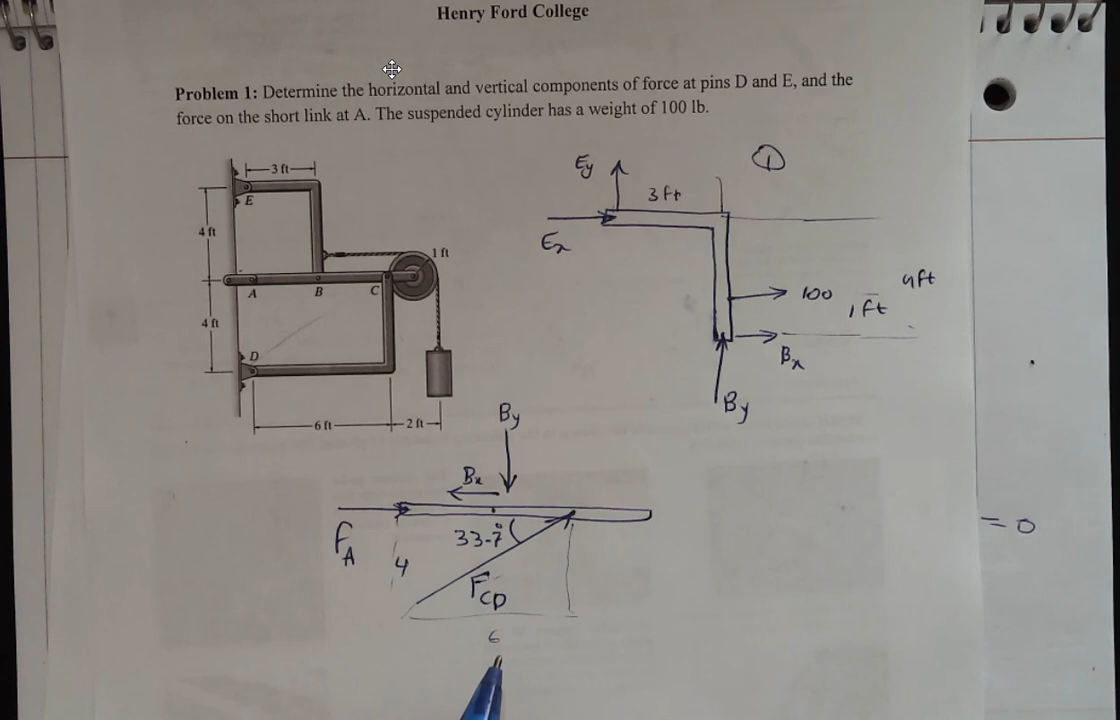 Henry Ford College
Problem 1: Determine the horizontal and vertical components of force at pins D and E, and the
force on the short link at A. The suspended cylinder has a weight of 100 lb.
3 ft
E
4 ft
1 ft
A
B
C
4 ft
D
6 ft
2 ft
1
Ey
3 ft
Ex
100
1 ft
4ft
Bx
By
By
Bx
FA
33.7°
4
FCD
6
= 0